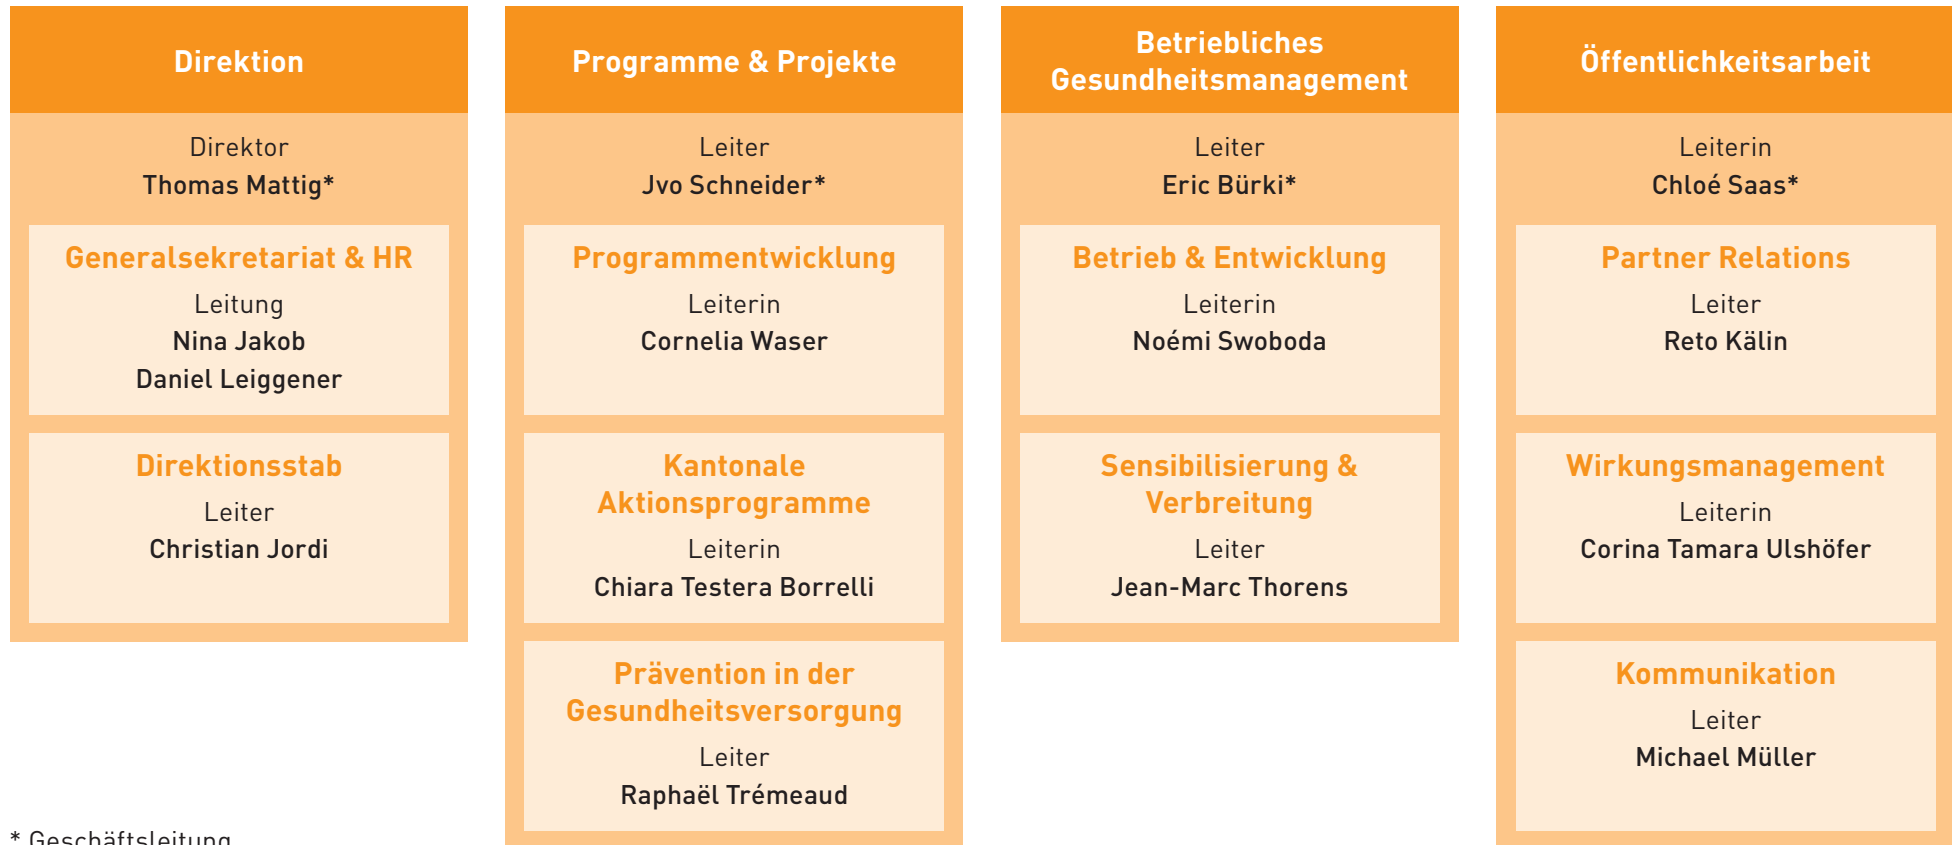 Direktion
Direktor
Thomas Mattig*
Generalsekretariat & HR
Leitung
Nina Jakob
Daniel Leiggener
Direktionsstab
Leiter
Christian Jordi
Programme & Projekte
Leiter
Jvo Schneider*
Programmentwicklung
Leiterin
Cornelia Waser
Kantonale
Aktionsprogramme
Leiterin
Chiara Testera Borrelli
Prävention in der
Gesundheitsversorgung
Leiter
Raphaël Trémeaud
Betriebliches
Gesundheitsmanagement
Leiter
Eric Bürki*
Betrieb & Entwicklung
Leiterin
Noémi Swoboda
Sensibilisierung &
Verbreitung
Leiter
Jean-Marc Thorens
Öffentlichkeitsarbeit
Leiterin
Chloé Saas*
Partner Relations
Leiter
Reto Kälin
Wirkungsmanagement
Leiterin
Corina Tamara Ulshöfer
Kommunikation
Leiter
Michael Müller
* Geschäftsleitung